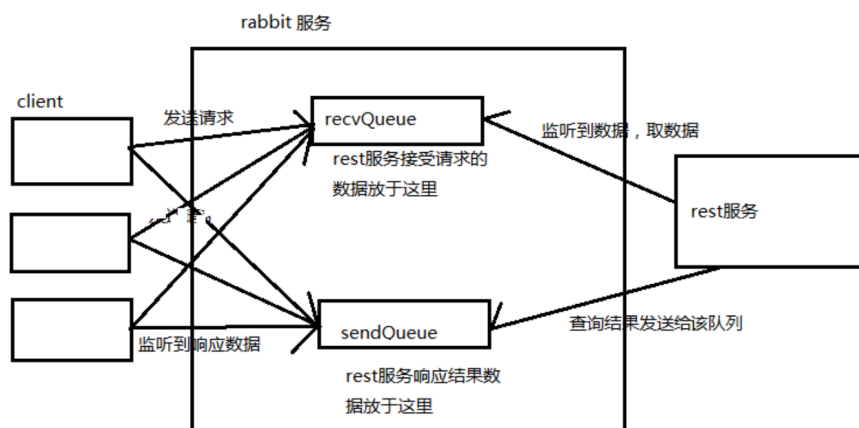 rabbit 服务
client
发送请求
recvQueue
监听到数据，取数据
rest服务接受请求的
数据放于这里
rest服务
sendQueue
查询结果发送给该队列
监听到响应数据
rest服务响应结果数
据放于这里